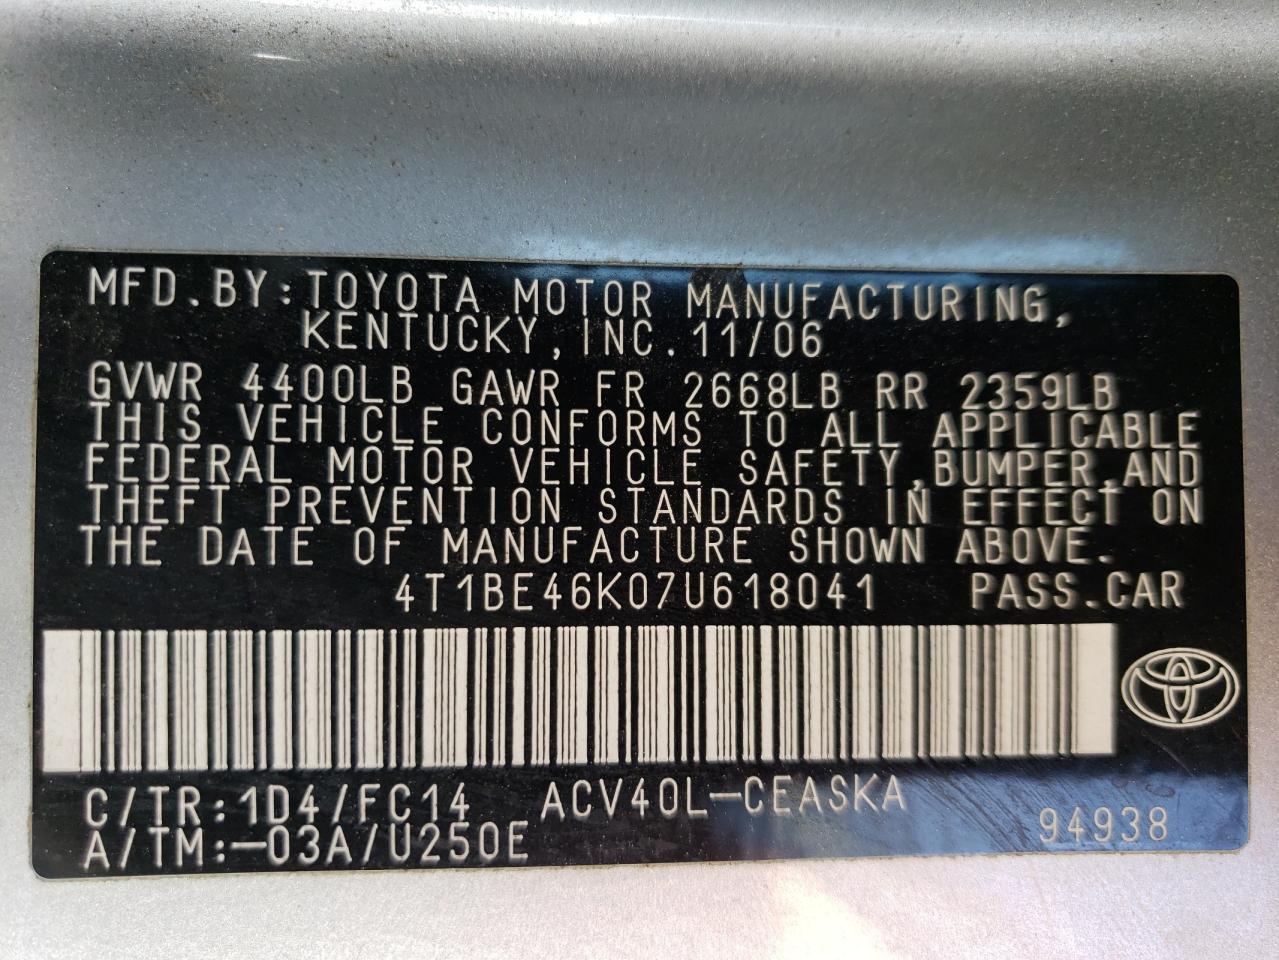 MFD.BY:TOYOTA MOTOR MANUFACTURING,
KENTUCKY,INC.11/06
GVWR 4400LB GAWR FR 2668LB RR 2359LB
THIS VEHICLE CONFORMS TO ALL APPLICABLE
FEDERAL MOTOR VEHICLE SAFETY,BUMPER,AND
THEFT PREVENTION STANDARDS IN EFFECT ON
THE DATE OF MANUFACTURE SHOWN ABOVE.
4T1BE46K07U618041 PASS.CAR
C/TR:1D4/FC14 ACV40L-CEASKA
A/TM:-03A/U250E 94938